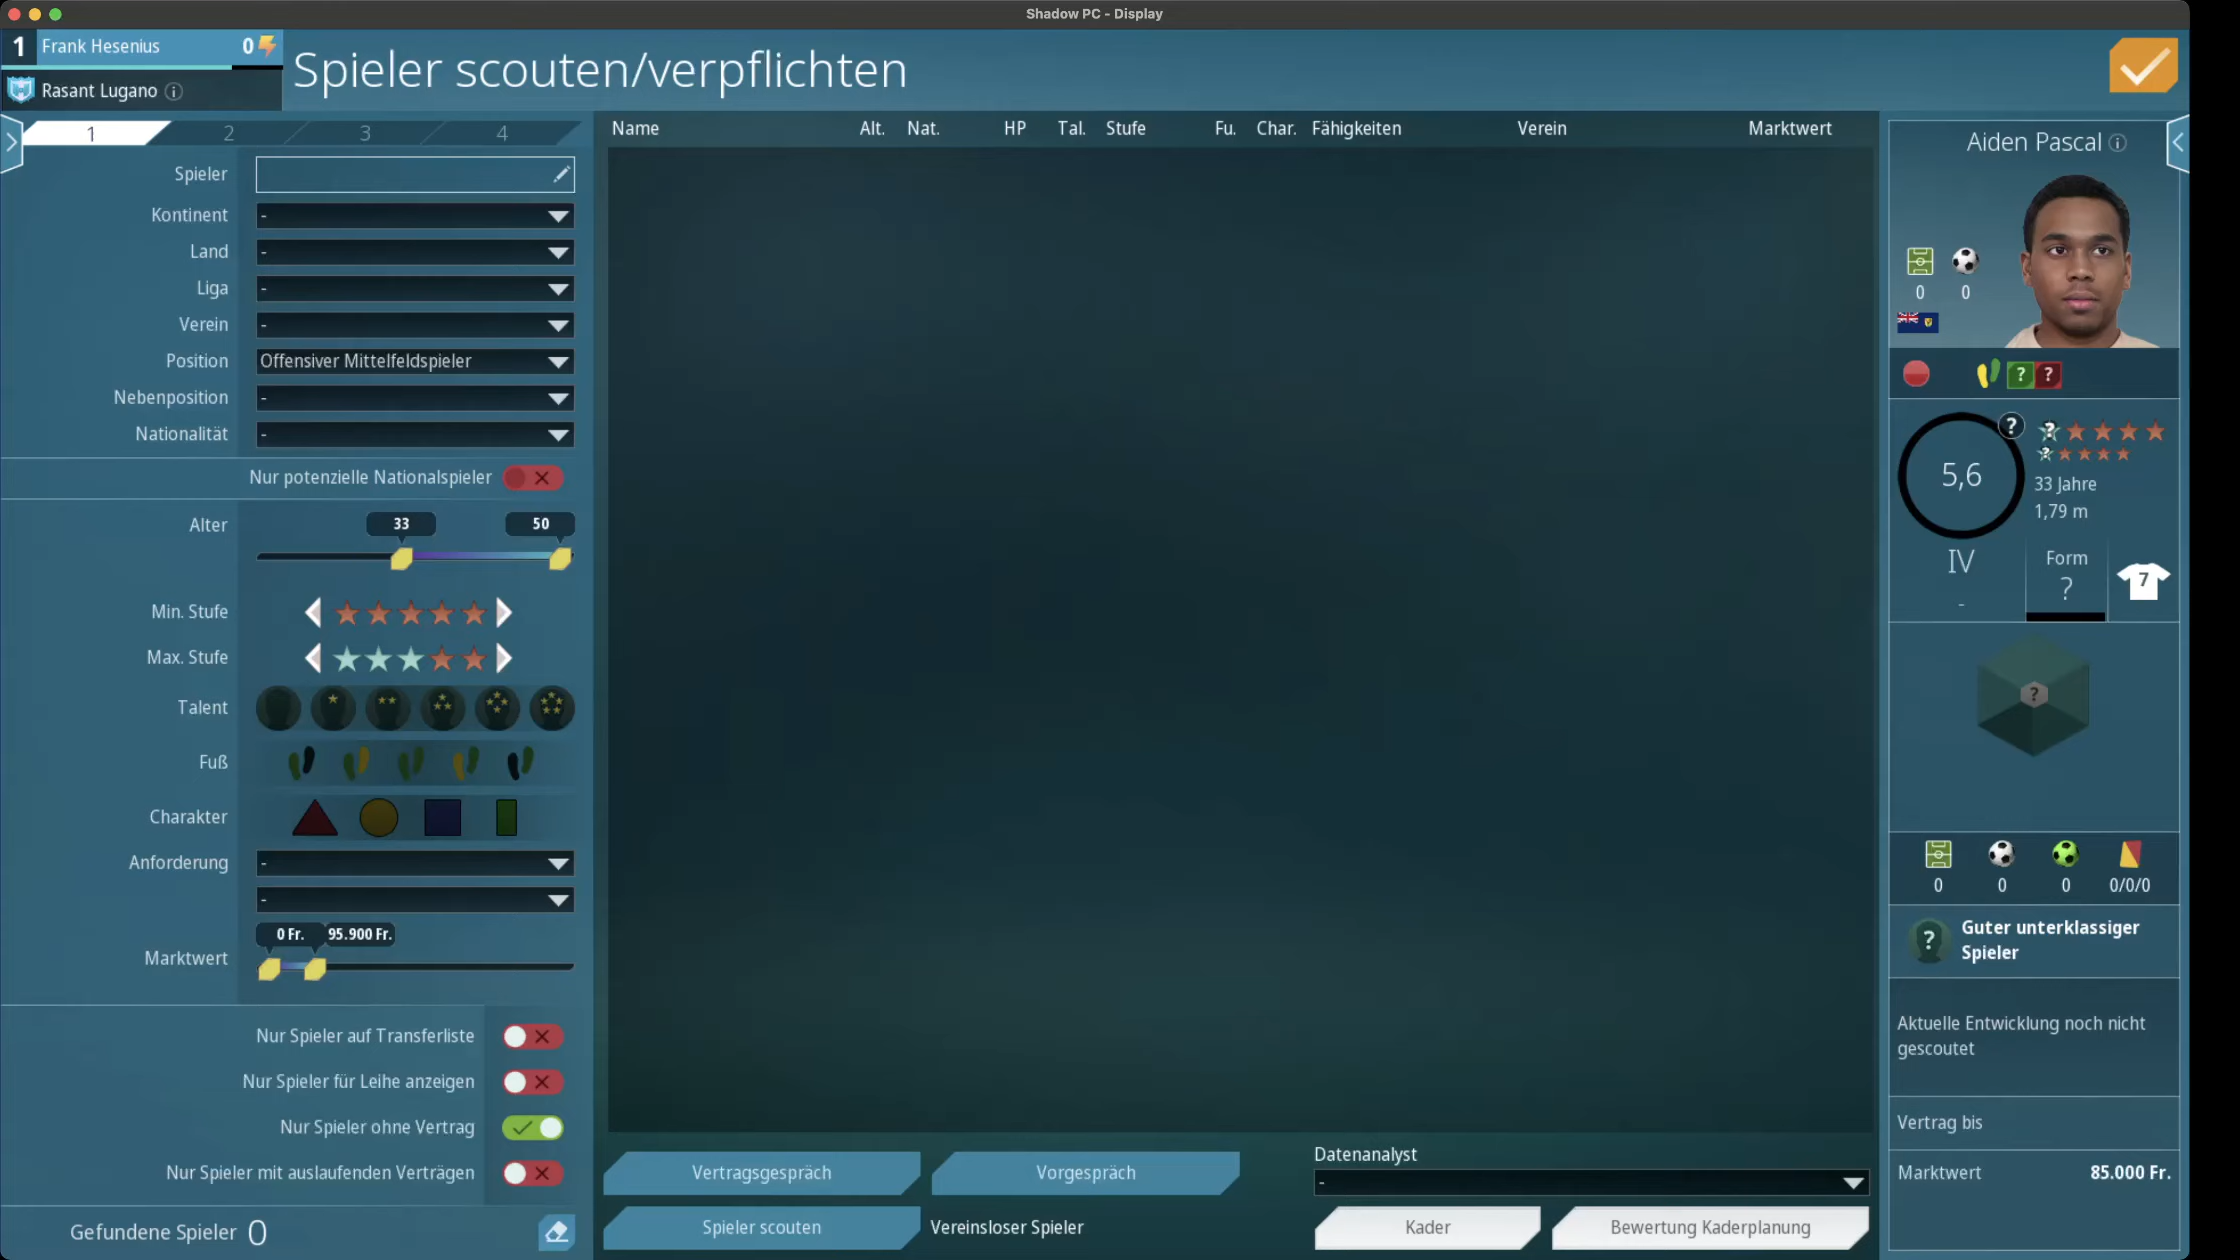 Shadow PC - Display
1 Frank Hesenius 0
Rasant Lugano
Spieler scouten/verpflichten
1 2 3 4
Spieler
Kontinent -
Land -
Liga -
Verein -
Position Offensiver Mittelfeldspieler
Nebenposition -
Nationalität -
Nur potenzielle Nationalspieler
Alter 33 50
Min. Stufe
Max. Stufe
Talent
Fuß
Charakter
Anforderung -
-
Marktwert 0 Fr. 95.900 Fr.
Nur Spieler auf Transferliste
Nur Spieler für Leihe anzeigen
Nur Spieler ohne Vertrag
Nur Spieler mit auslaufenden Verträgen
Gefundene Spieler 0
Name Alt. Nat. HP Tal. Stufe Fu. Char. Fähigkeiten Verein Marktwert
Vertragsgespräch
Vorgespräch
Spieler scouten
Vereinsloser Spieler
Datenanalyst
-
Kader
Bewertung Kaderplanung
Aiden Pascal
0 0
? ?
?
5,6
? ?
33 Jahre
1,79 m
IV
-
Form
?
7
?
0 0 0 0/0/0
?
Guter unterklassiger
Spieler
Aktuelle Entwicklung noch nicht
gescoutet
Vertrag bis
Marktwert 85.000 Fr.